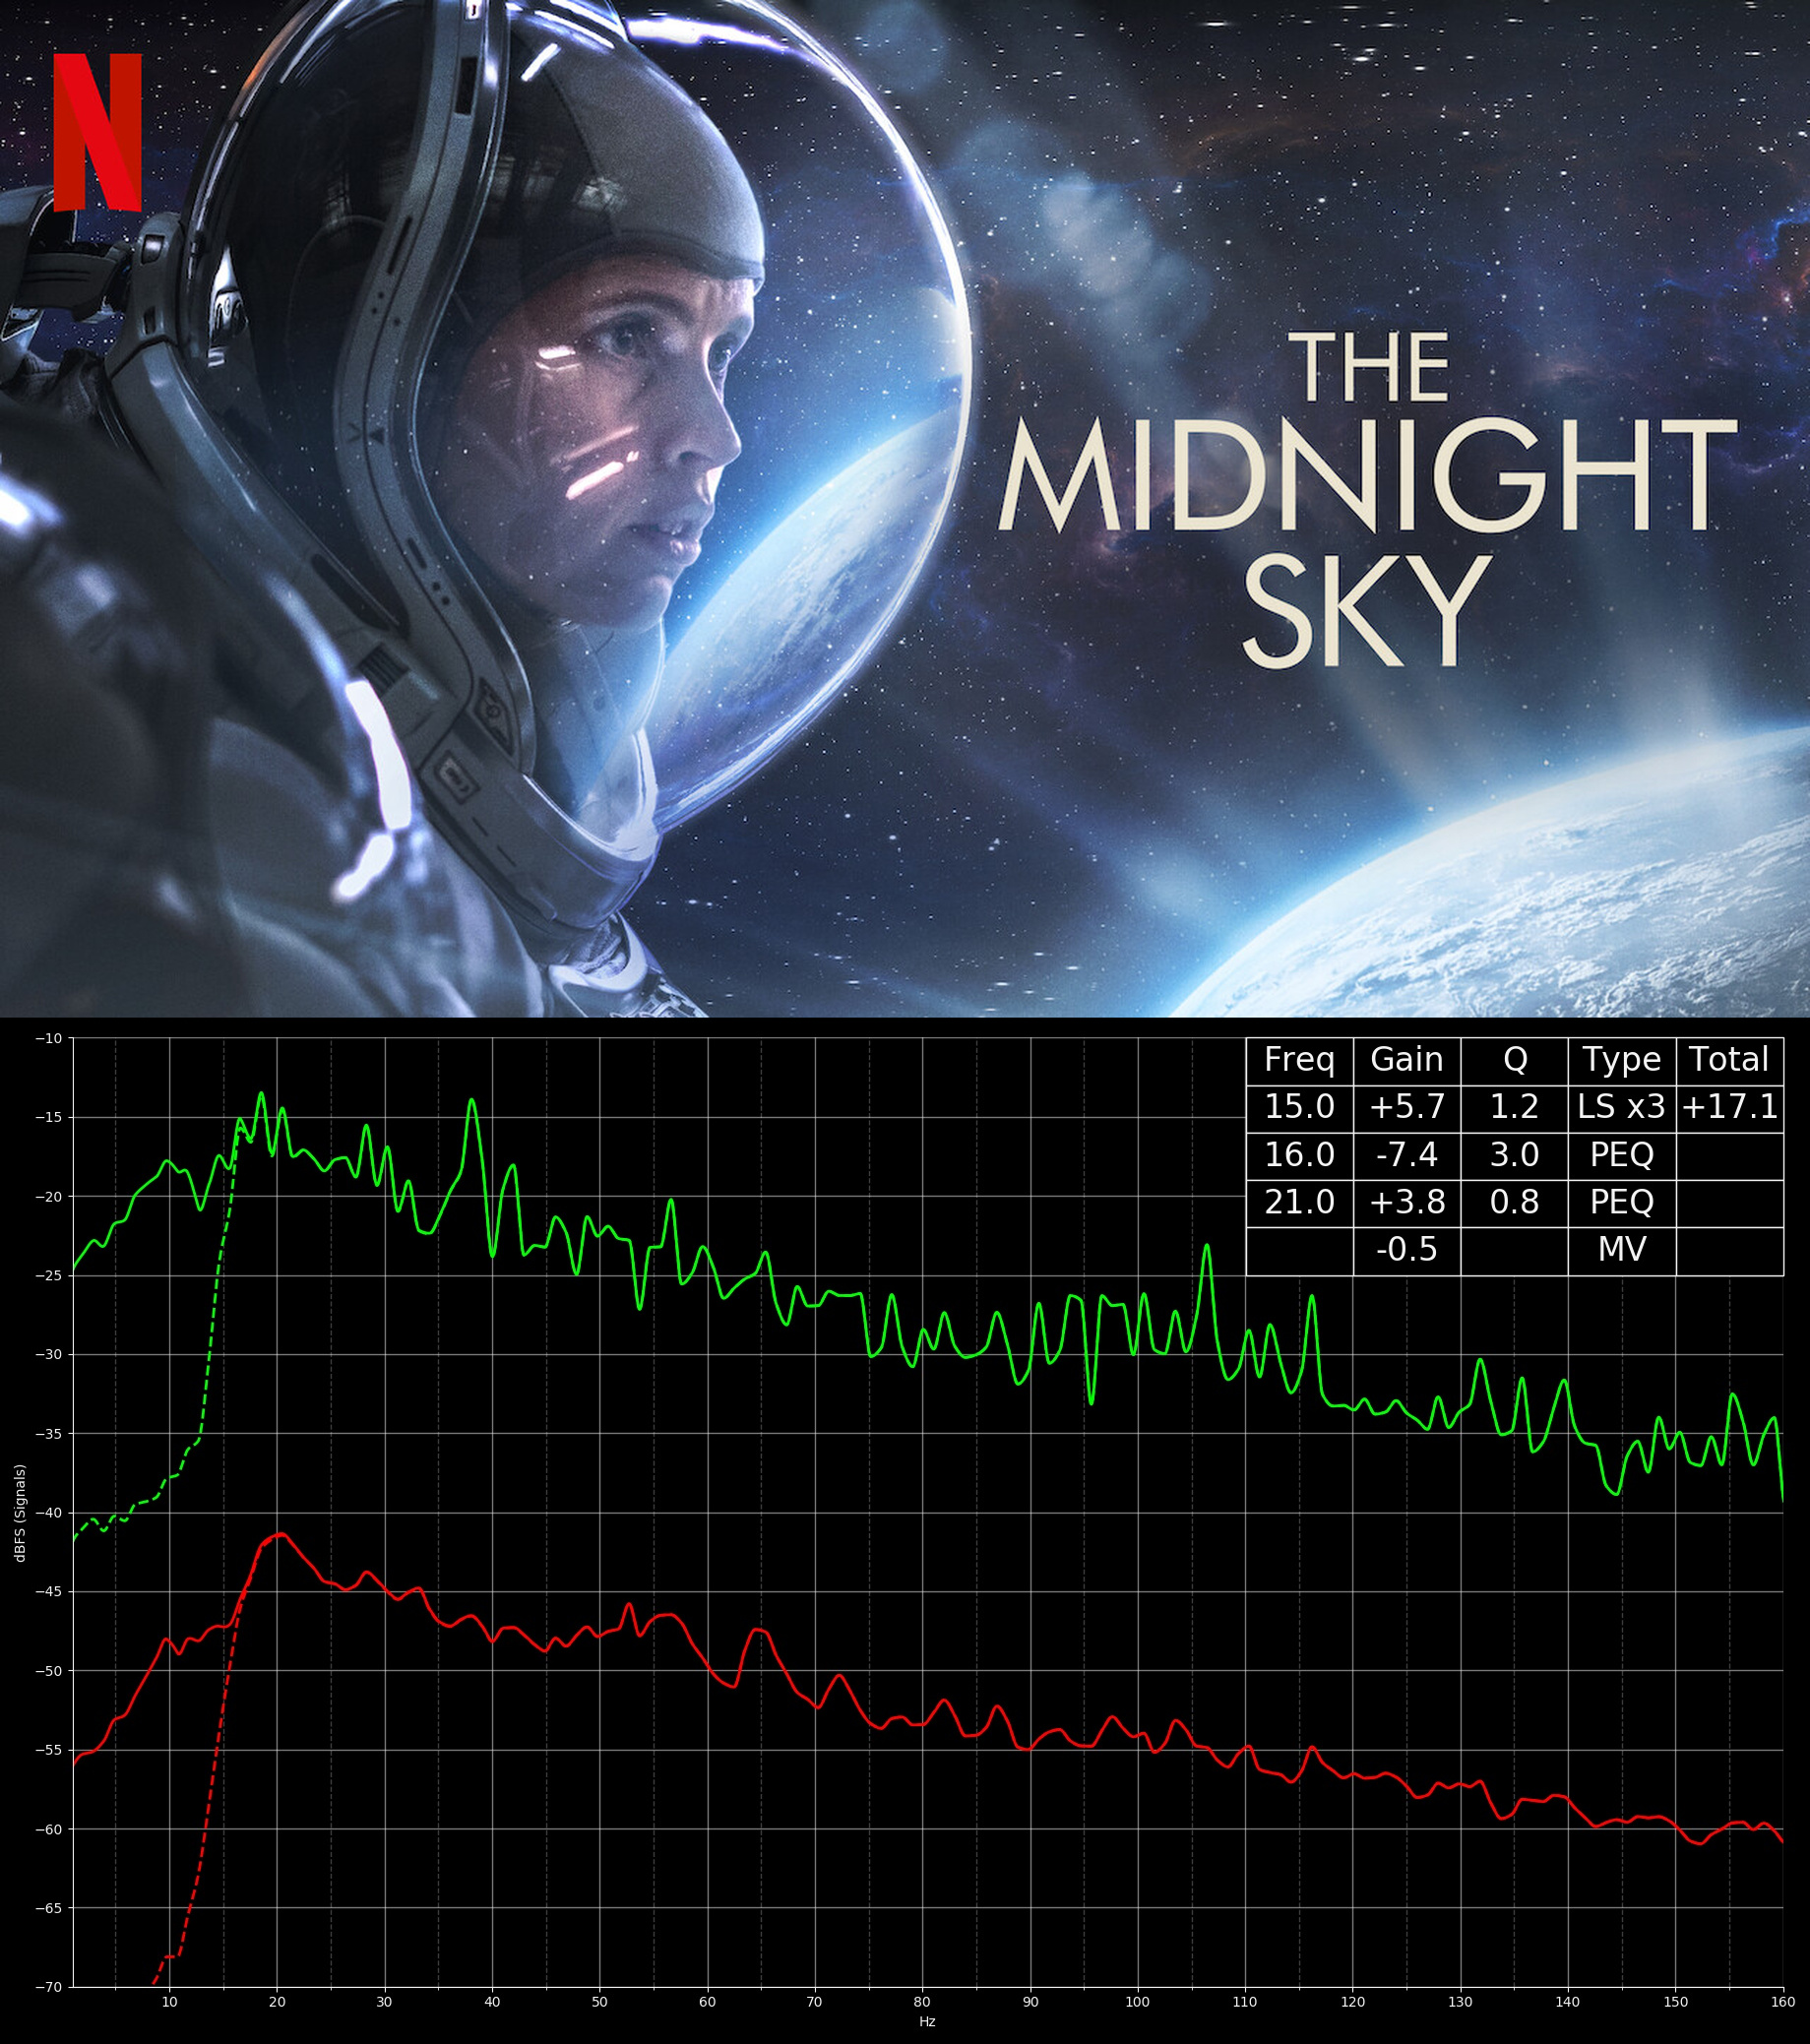 N
THE
MIDNIGHT
SKY
Freq Gain Q Type Total
15.0 +5.7 1.2 LS x3 +17.1
16.0 -7.4 3.0 PEQ
21.0 +3.8 0.8 PEQ
-0.5 MV
−10
−15
−20
−25
−30
−35
−40
−45
−50
−55
−60
−65
−70
dBFS (Signals)
10 20 30 40 50 60 70 80 90 100 110 120 130 140 150 160
Hz